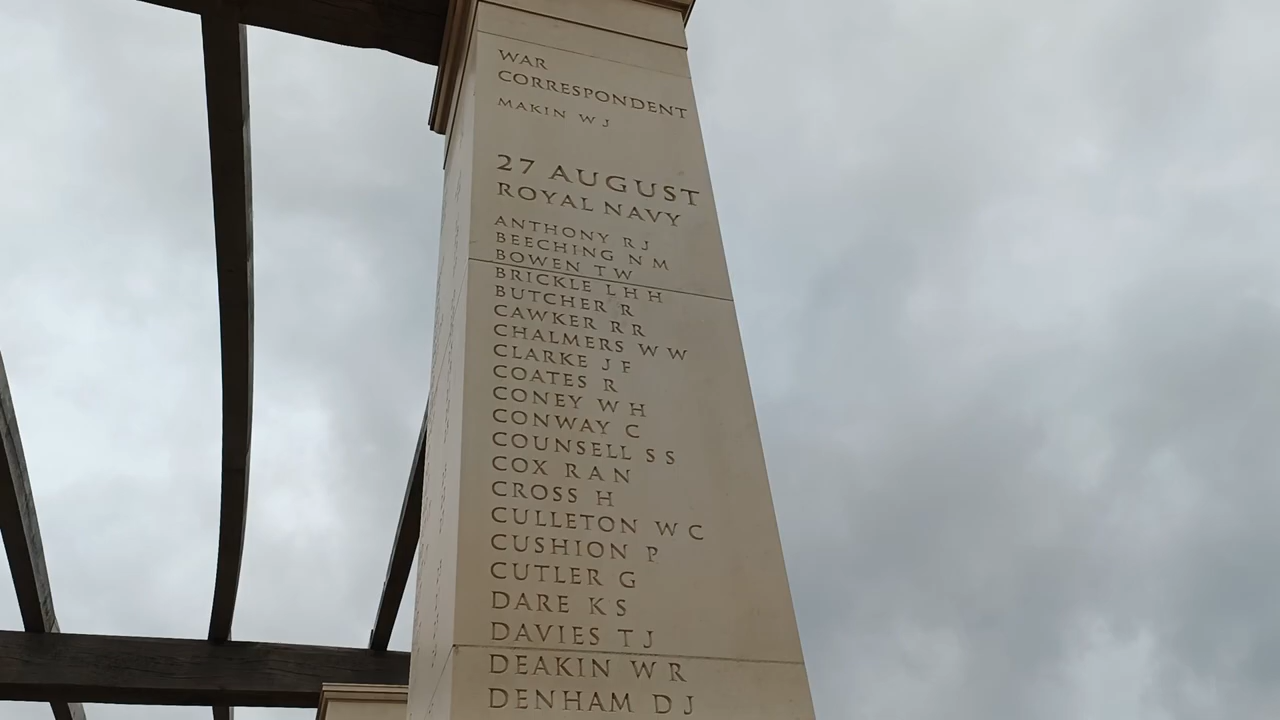 WAR
CORRESPONDENT
MAKIN W J
27 AUGUST
ROYAL NAVY
ANTHONY R J
BEECHING N M
BOWEN T W
BRICKLE L H H
BUTCHER R
CAWKER R R
CHALMERS W W
CLARKE J F
COATES R
CONEY W H
CONWAY C
COUNSELL S S
COX R A N
CROSS H
CULLETON W C
CUSHION P
CUTLER G
DARE K S
DAVIES T J
DEAKIN W R
DENHAM D J